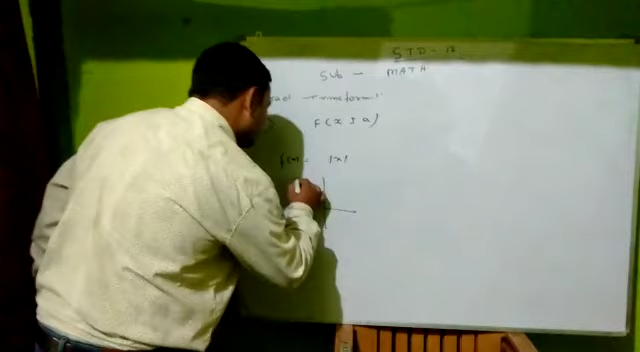 STD - 12
Sub - MATH
f(x ± a)
f(x) = |x|